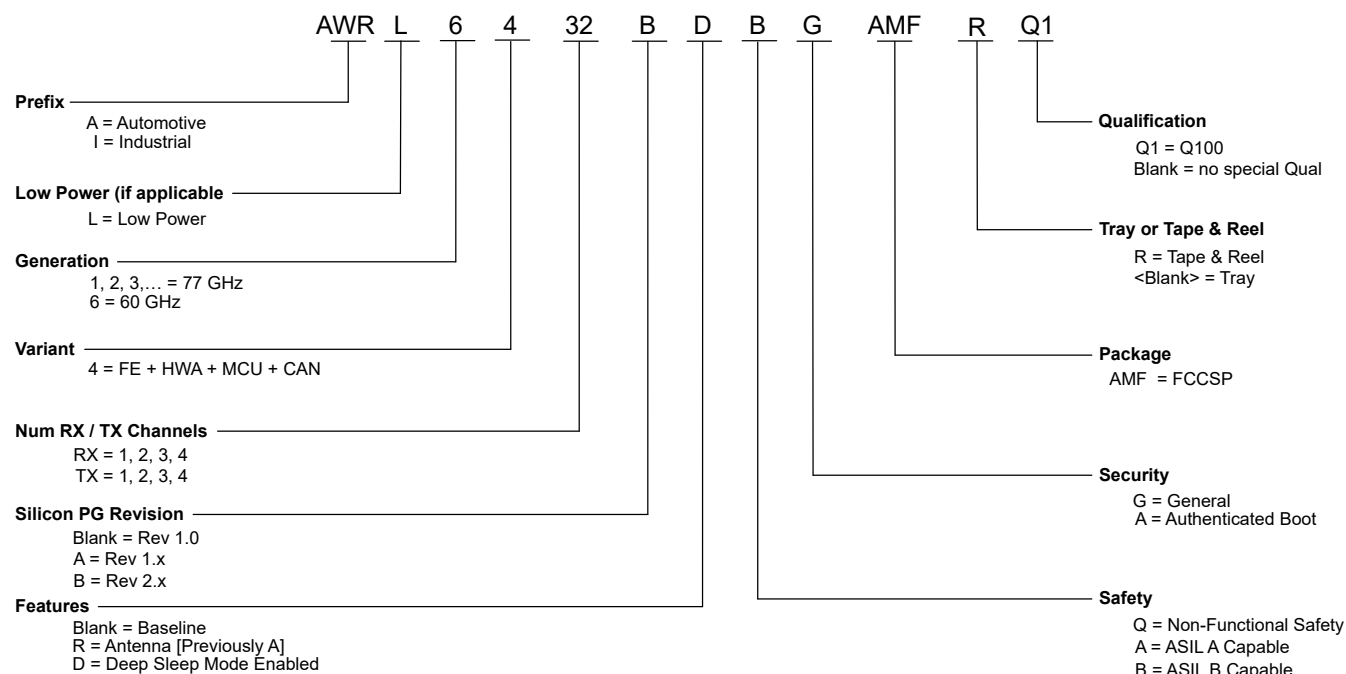 AWR L 6 4 32 B D B G AMF R Q1
Prefix
A = Automotive
I = Industrial
Low Power (if applicable
L = Low Power
Generation
1, 2, 3,… = 77 GHz
6 = 60 GHz
Variant
4 = FE + HWA + MCU + CAN
Num RX / TX Channels
RX = 1, 2, 3, 4
TX = 1, 2, 3, 4
Silicon PG Revision
Blank = Rev 1.0
A = Rev 1.x
B = Rev 2.x
Features
Blank = Baseline
R = Antenna [Previously A]
D = Deep Sleep Mode Enabled
Qualification
Q1 = Q100
Blank = no special Qual
Tray or Tape & Reel
R = Tape & Reel
<Blank> = Tray
Package
AMF = FCCSP
Security
G = General
A = Authenticated Boot
Safety
Q = Non-Functional Safety
A = ASIL A Capable
B = ASIL B Capable